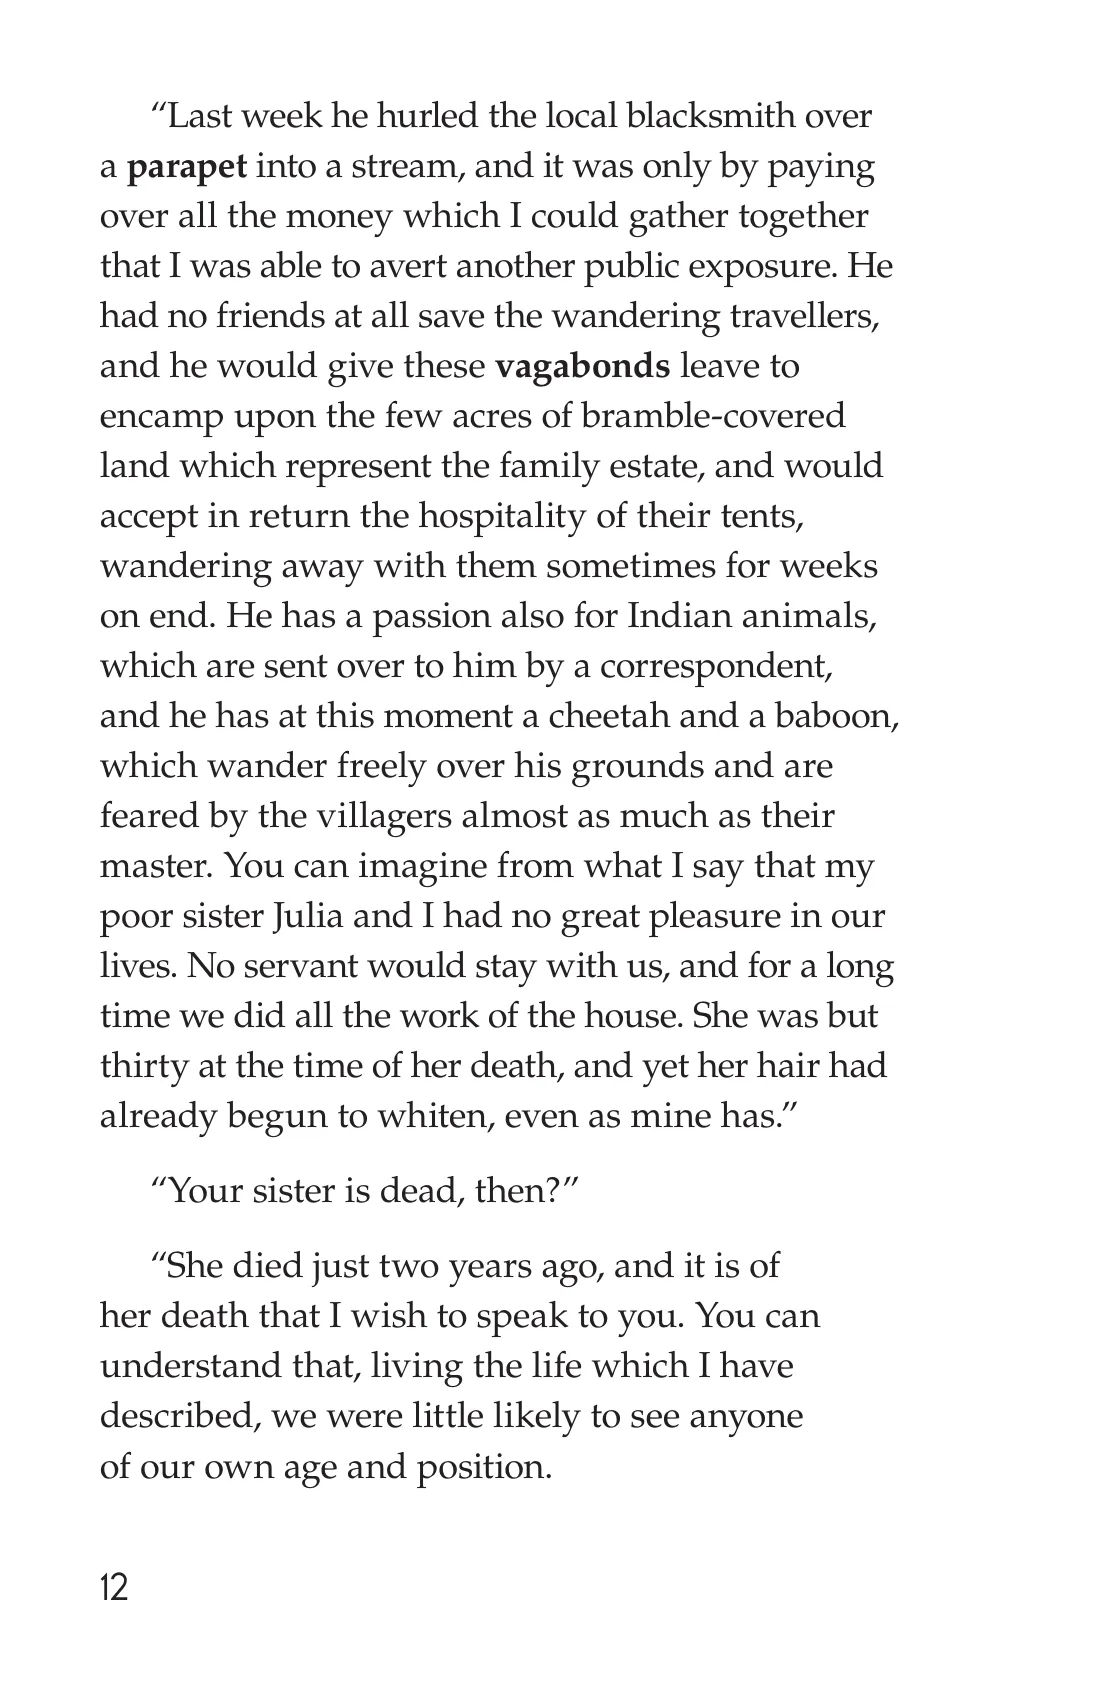 “Last week he hurled the local blacksmith over
a parapet into a stream, and it was only by paying
over all the money which I could gather together
that I was able to avert another public exposure. He
had no friends at all save the wandering travellers,
and he would give these vagabonds leave to
encamp upon the few acres of bramble-covered
land which represent the family estate, and would
accept in return the hospitality of their tents,
wandering away with them sometimes for weeks
on end. He has a passion also for Indian animals,
which are sent over to him by a correspondent,
and he has at this moment a cheetah and a baboon,
which wander freely over his grounds and are
feared by the villagers almost as much as their
master. You can imagine from what I say that my
poor sister Julia and I had no great pleasure in our
lives. No servant would stay with us, and for a long
time we did all the work of the house. She was but
thirty at the time of her death, and yet her hair had
already begun to whiten, even as mine has.”
“Your sister is dead, then?”
“She died just two years ago, and it is of
her death that I wish to speak to you. You can
understand that, living the life which I have
described, we were little likely to see anyone
of our own age and position.
12